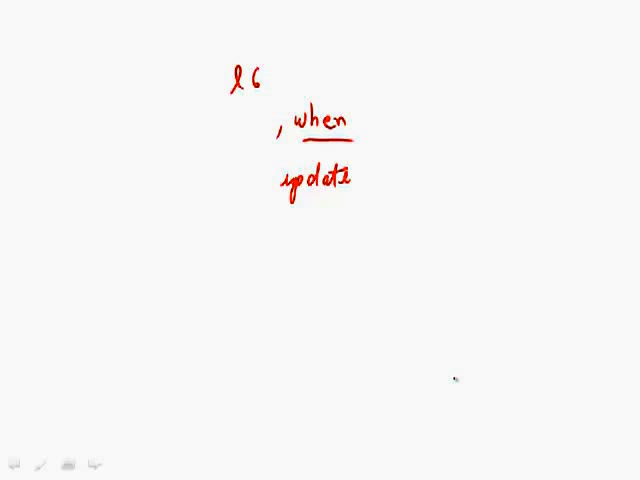 l6
, when
update